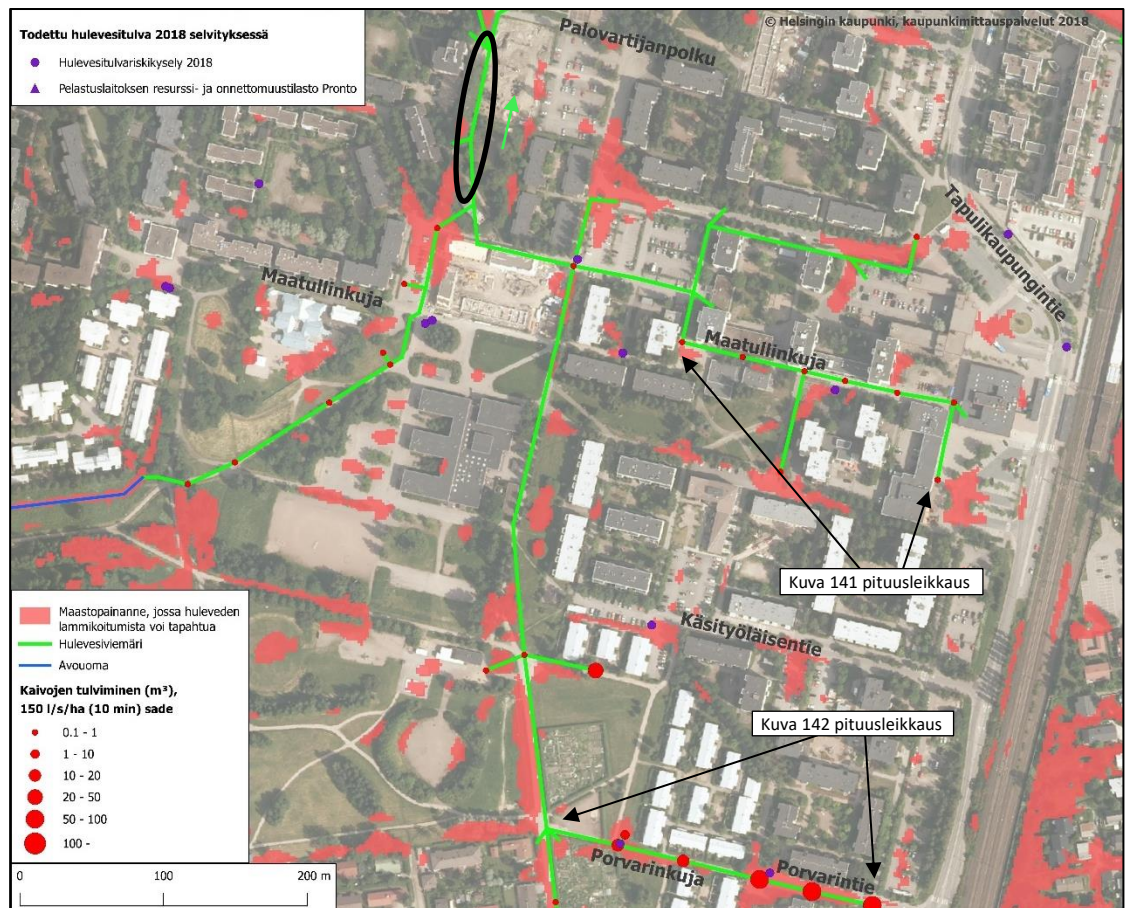 © Helsingin kaupunki, kaupunkimittauspalvelut 2018
Todettu hulevesitulva 2018 selvityksessä
Hulevesitulvariskikysely 2018
Pelastuslaitoksen resurssi- ja onnettomuustilasto Pronto
Palovartijanpolku
Tapulikaupungintie
Maatullinkuja
Maatullinkuja
Kuva 141 pituusleikkaus
Käsityöläisentie
Kuva 142 pituusleikkaus
Porvarinkuja
Porvarintie
Maastopainanne, jossa huleveden
lammikoitumista voi tapahtua
Hulevesiviemäri
Avouoma
Kaivojen tulviminen (m³),
150 l/s/ha (10 min) sade
0.1 - 1
1 - 10
10 - 20
20 - 50
50 - 100
100 -
0 100 200 m